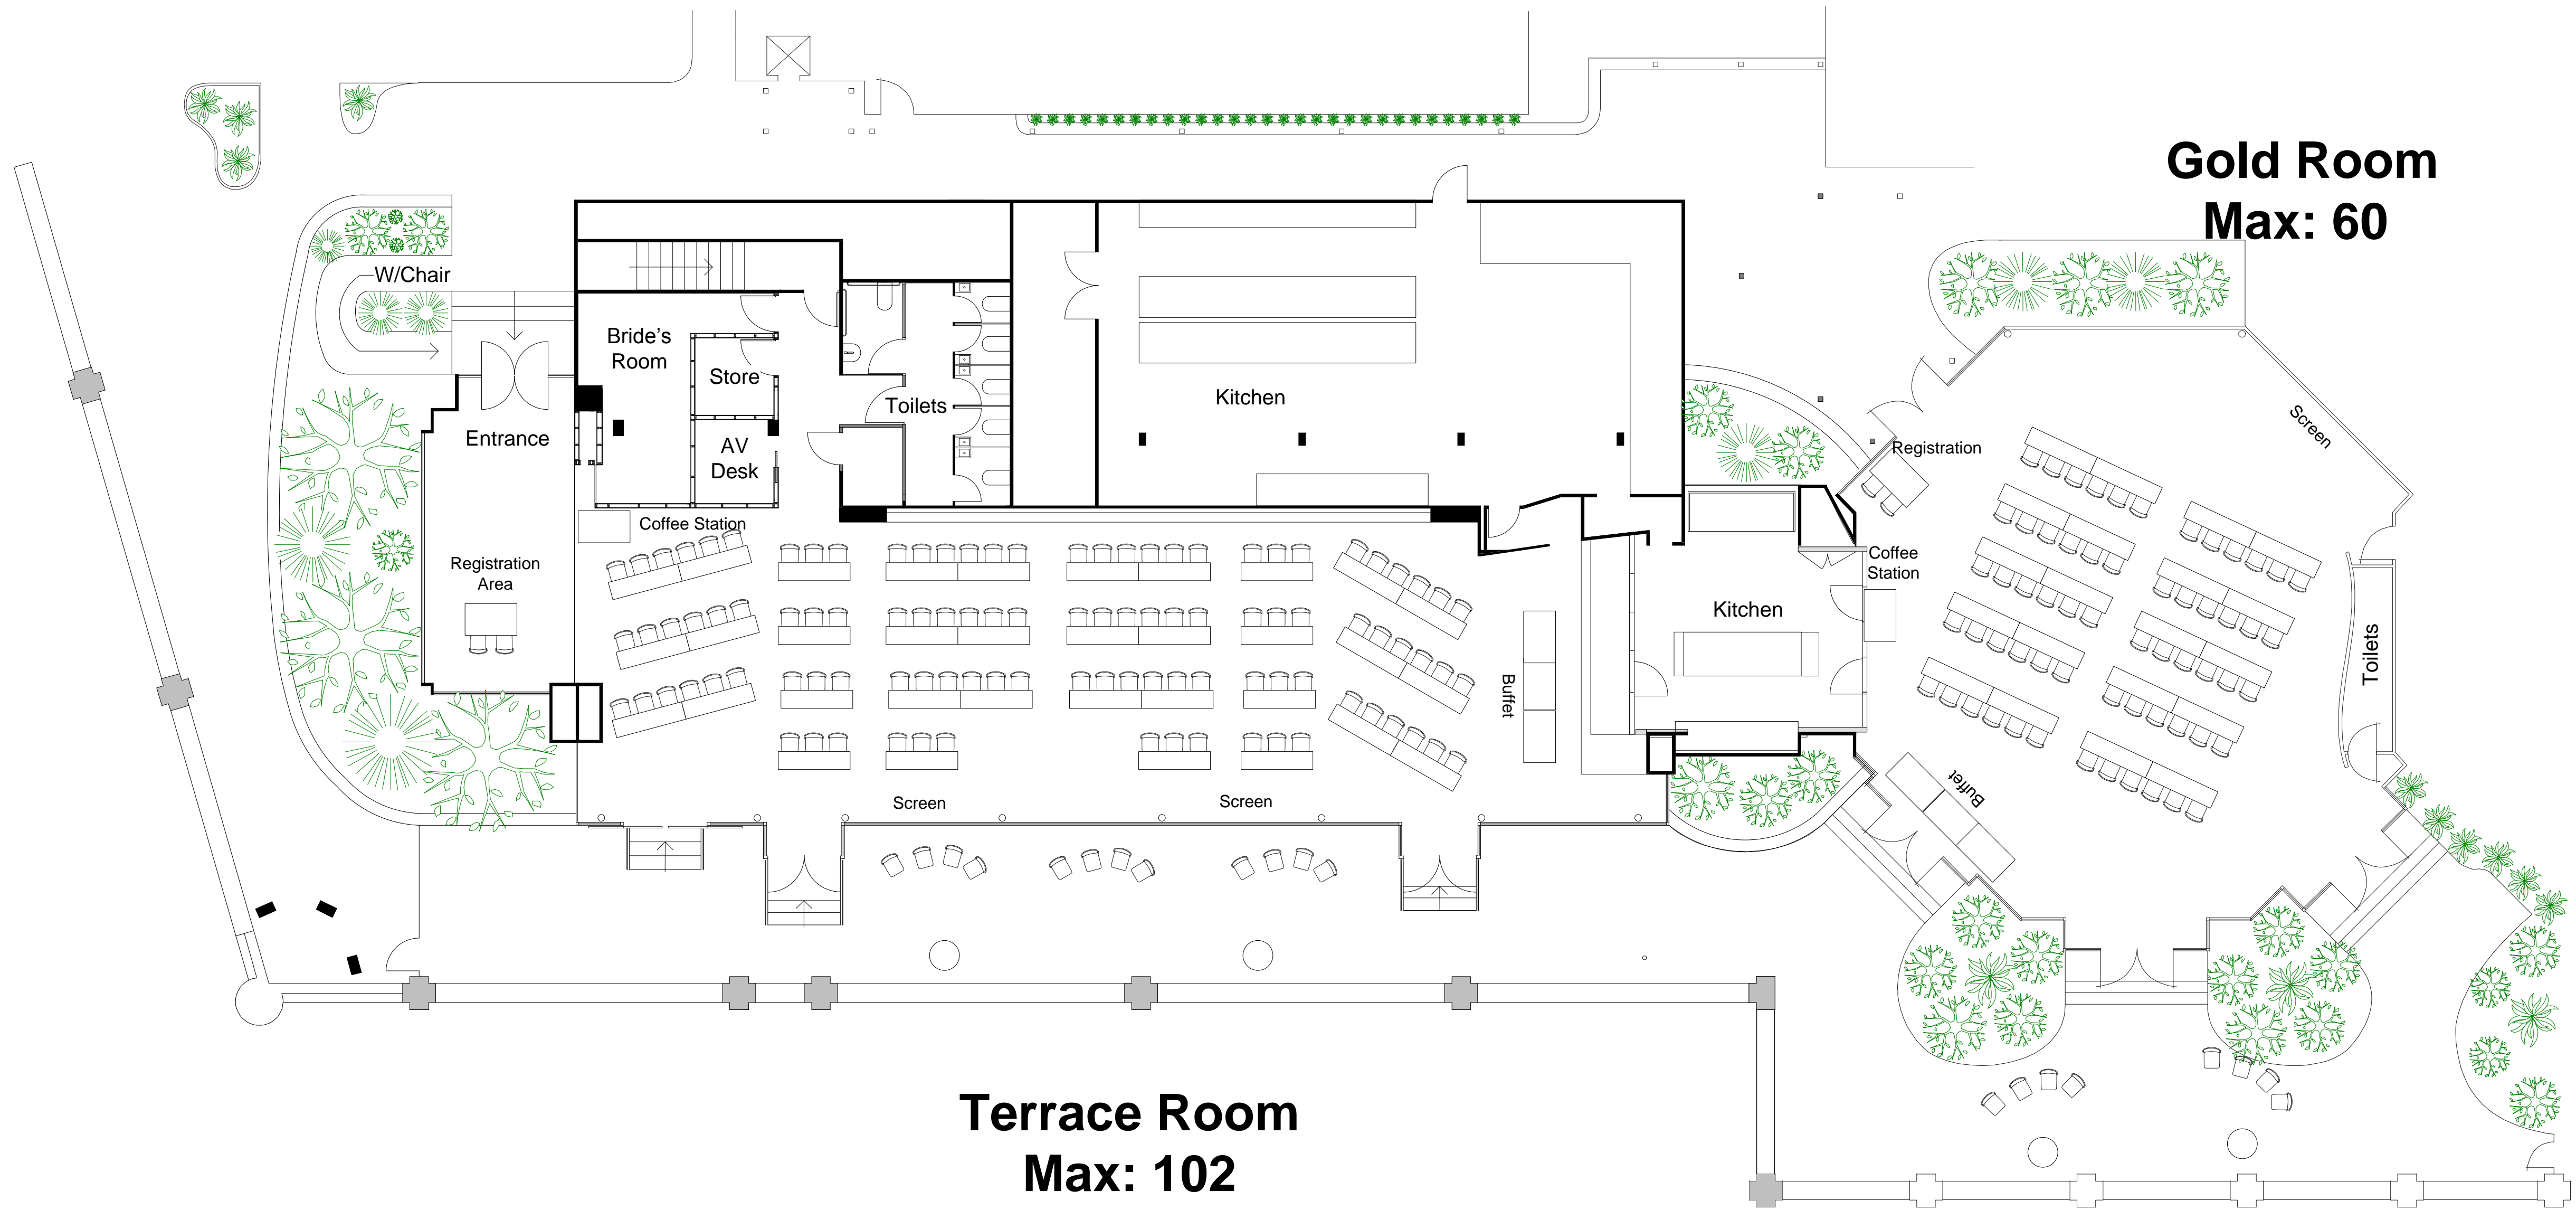 Gold Room
Max: 60
W/Chair
Bride's
Room
Store
Toilets
Kitchen
Entrance
AV
Desk
Screen
Registration
Coffee Station
Registration
Area
Coffee
Station
Kitchen
Toilets
Buffet
Buffet
Screen
Screen
Terrace Room
Max: 102